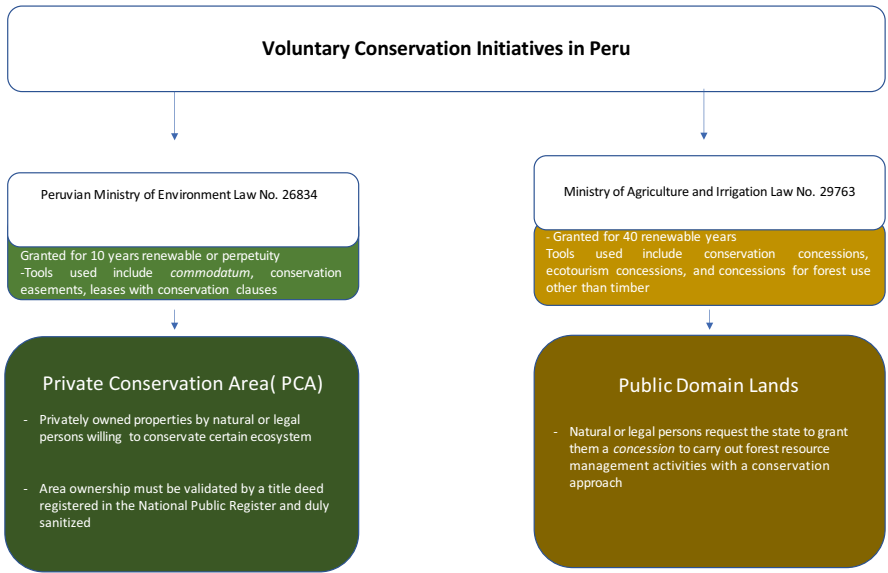 Voluntary Conservation Initiatives in Peru
Peruvian Ministry of Environment Law No. 26834
Granted for 10 years renewable or perpetuity
-Tools used include commodatum, conservation
easements, leases with conservation clauses
Private Conservation Area( PCA)
- Privately owned properties by natural or legal
persons willing to conservate certain ecosystem
- Area ownership must be validated by a title deed
registered in the National Public Register and duly
sanitized
Ministry of Agriculture and Irrigation Law No. 29763
- Granted for 40 renewable years
Tools used include conservation concessions,
ecotourism concessions, and concessions for forest use
other than timber
Public Domain Lands
- Natural or legal persons request the state to grant
them a concession to carry out forest resource
management activities with a conservation
approach